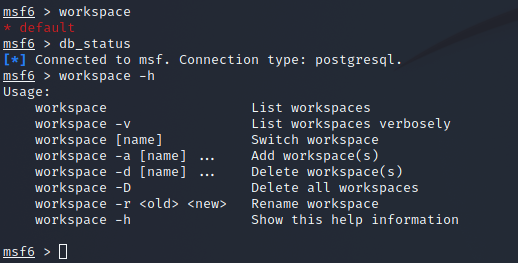 msf6 > workspace
* default
msf6 > db_status
[*] Connected to msf. Connection type: postgresql.
msf6 > workspace -h
Usage:
    workspace                  List workspaces
    workspace -v               List workspaces verbosely
    workspace [name]           Switch workspace
    workspace -a [name] ...    Add workspace(s)
    workspace -d [name] ...    Delete workspace(s)
    workspace -D               Delete all workspaces
    workspace -r <old> <new>   Rename workspace
    workspace -h               Show this help information
msf6 >